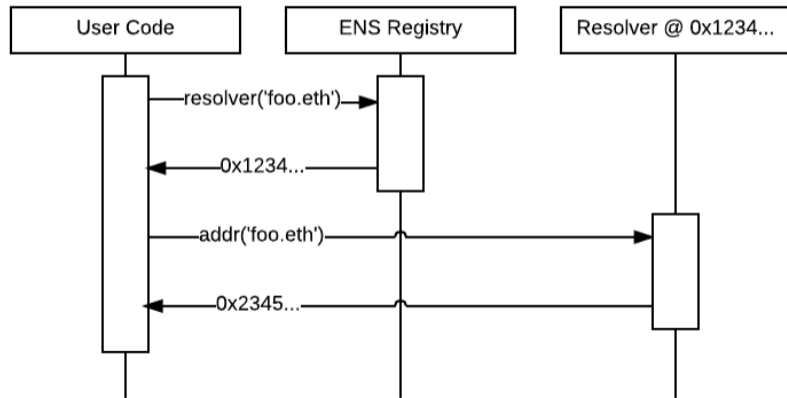 User Code
ENS Registry
Resolver @ 0x1234...
resolver('foo.eth')
0x1234...
addr('foo.eth')
0x2345...